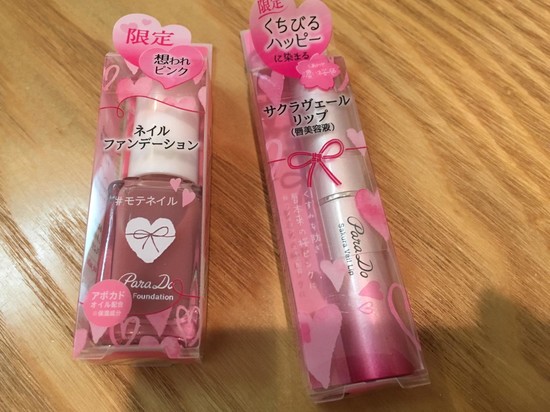 限定
想われ
ピンク
ネイル
ファンデーション
#モテネイル
ParaDo
Foundation
アボカド
オイル配合
限定
くちびる
ハッピー
に染まる
サクラヴェール
リップ
(唇美容液)
ParaDo
Sakura Veil Lip